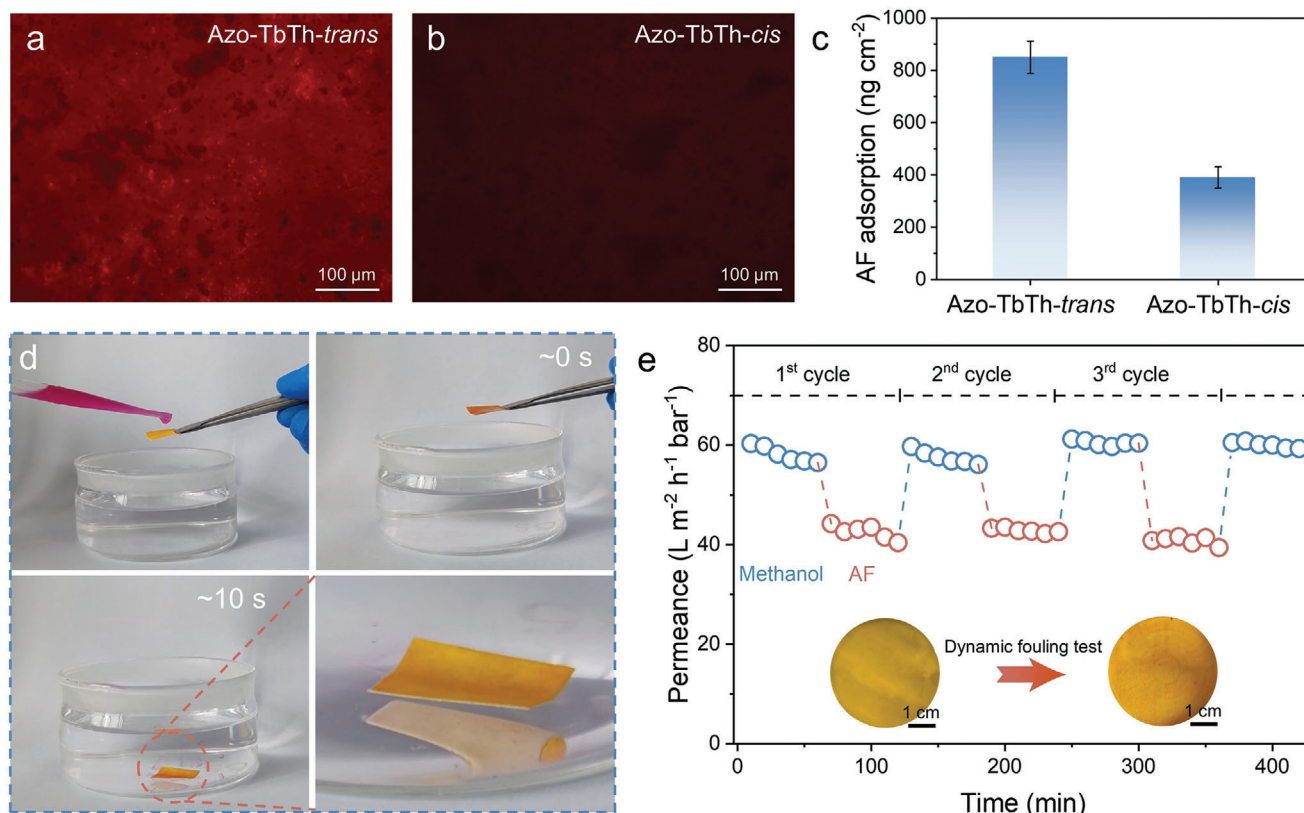 a
Azo-TbTh-trans
100 µm
b
Azo-TbTh-cis
100 µm
c
AF adsorption (ng cm⁻²)
1000
800
600
400
200
0
Azo-TbTh-trans
Azo-TbTh-cis
d
~0 s
~10 s
e
Permeance (L m⁻² h⁻¹ bar⁻¹)
80
60
40
20
0
1ˢᵗ cycle
2ⁿᵈ cycle
3ʳᵈ cycle
Methanol
AF
Dynamic fouling test
1 cm
1 cm
0
100
200
300
400
Time (min)